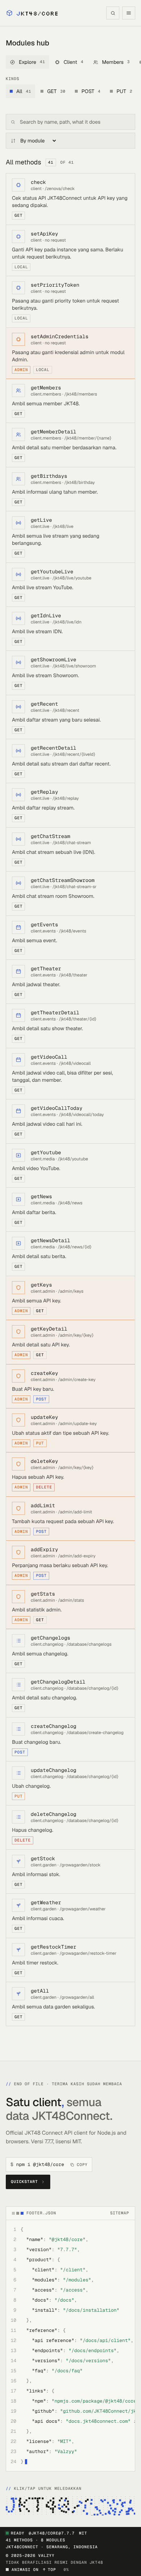 JKT48/CORE
Modules hub
Explore 41 Client 4 Members 3
KINDS
All 41 GET 28 POST 4 PUT 2
Search by name, path, what it does
By module
All methods 41 OF 41
check
client · /zenova/check
Cek status API JKT48Connect untuk API key yang
sedang dipakai.
GET
setApiKey
client · no request
Ganti API key pada instance yang sama. Berlaku
untuk request berikutnya.
LOCAL
setPriorityToken
client · no request
Pasang atau ganti priority token untuk request
berikutnya.
LOCAL
setAdminCredentials
client · no request
Pasang atau ganti kredensial admin untuk modul
Admin.
ADMIN LOCAL
getMembers
client.members · /jkt48/members
Ambil semua member JKT48.
GET
getMemberDetail
client.members · /jkt48/member/{name}
Ambil detail satu member berdasarkan nama.
GET
getBirthdays
client.members · /jkt48/birthday
Ambil informasi ulang tahun member.
GET
getLive
client.live · /jkt48/live
Ambil semua live stream yang sedang
berlangsung.
GET
getYoutubeLive
client.live · /jkt48/live/youtube
Ambil live stream YouTube.
GET
getIdnLive
client.live · /jkt48/live/idn
Ambil live stream IDN.
GET
getShowroomLive
client.live · /jkt48/live/showroom
Ambil live stream Showroom.
GET
getRecent
client.live · /jkt48/recent
Ambil daftar stream yang baru selesai.
GET
getRecentDetail
client.live · /jkt48/recent/{liveId}
Ambil detail satu stream dari daftar recent.
GET
getReplay
client.live · /jkt48/replay
Ambil daftar replay stream.
GET
getChatStream
client.live · /jkt48/chat-stream
Ambil chat stream sebuah live (IDN).
GET
getChatStreamShowroom
client.live · /jkt48/chat-stream-sr
Ambil chat stream room Showroom.
GET
getEvents
client.events · /jkt48/events
Ambil semua event.
GET
getTheater
client.events · /jkt48/theater
Ambil jadwal theater.
GET
getTheaterDetail
client.events · /jkt48/theater/{id}
Ambil detail satu show theater.
GET
getVideoCall
client.events · /jkt48/videocall
Ambil jadwal video call, bisa difilter per sesi,
tanggal, dan member.
GET
getVideoCallToday
client.events · /jkt48/videocall/today
Ambil jadwal video call hari ini.
GET
getYoutube
client.media · /jkt48/youtube
Ambil video YouTube.
GET
getNews
client.media · /jkt48/news
Ambil daftar berita.
GET
getNewsDetail
client.media · /jkt48/news/{id}
Ambil detail satu berita.
GET
getKeys
client.admin · /admin/keys
Ambil semua API key.
ADMIN GET
getKeyDetail
client.admin · /admin/key/{key}
Ambil detail satu API key.
ADMIN GET
createKey
client.admin · /admin/create-key
Buat API key baru.
ADMIN POST
updateKey
client.admin · /admin/update-key
Ubah status aktif dan tipe sebuah API key.
ADMIN PUT
deleteKey
client.admin · /admin/key/{key}
Hapus sebuah API key.
ADMIN DELETE
addLimit
client.admin · /admin/add-limit
Tambah kuota request pada sebuah API key.
ADMIN POST
addExpiry
client.admin · /admin/add-expiry
Perpanjang masa berlaku sebuah API key.
ADMIN POST
getStats
client.admin · /admin/stats
Ambil statistik admin.
ADMIN GET
getChangelogs
client.changelog · /database/changelogs
Ambil semua changelog.
GET
getChangelogDetail
client.changelog · /database/changelog/{id}
Ambil detail satu changelog.
GET
createChangelog
client.changelog · /database/create-changelog
Buat changelog baru.
POST
updateChangelog
client.changelog · /database/changelog/{id}
Ubah changelog.
PUT
deleteChangelog
client.changelog · /database/changelog/{id}
Hapus changelog.
DELETE
getStock
client.garden · /growagarden/stock
Ambil informasi stok.
GET
getWeather
client.garden · /growagarden/weather
Ambil informasi cuaca.
GET
getRestockTimer
client.garden · /growagarden/restock-timer
Ambil timer restock.
GET
getAll
client.garden · /growagarden/all
Ambil semua data garden sekaligus.
GET
// END OF FILE · TERIMA KASIH SUDAH MEMBACA
Satu client, semua
data JKT48Connect.
Official JKT48 Connect API client for Node.js and
browsers. Versi 7.7.7, lisensi MIT.
$ npm i @jkt48/core COPY
QUICKSTART
FOOTER.JSON SITEMAP
1 {
2 "name": "@jkt48/core",
3 "version": "7.7.7",
4 "product": {
5 "client": "/client",
6 "modules": "/modules",
7 "access": "/access",
8 "docs": "/docs",
9 "install": "/docs/installation"
10 },
11 "reference": {
12 "api reference": "/docs/api/client",
13 "endpoints": "/docs/endpoints",
14 "versions": "/docs/versions",
15 "faq": "/docs/faq"
16 },
17 "links": {
18 "npm": "npmjs.com/package/@jkt48/core
19 "github": "github.com/JKT48Connect/jk
20 "api docs": "docs.jkt48connect.com"
21 },
22 "license": "MIT",
23 "author": "Valzyy"
24 }
// KLIK/TAP UNTUK MELEDAKKAN
JKT48
READY @JKT48/CORE@7.7.7 MIT
41 METHODS · 8 MODULES
JKT48CONNECT · SEMARANG, INDONESIA
© 2025-2026 VALZYY
TIDAK BERAFILIASI RESMI DENGAN JKT48
ANIMASI ON ↑ TOP